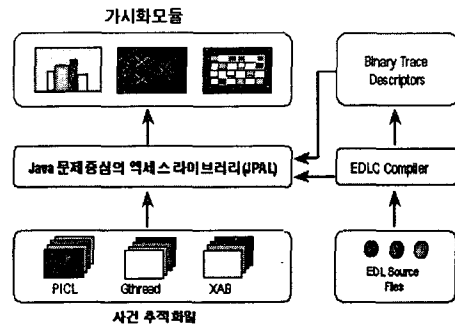 가시화모듈
Binary Trace
Descriptors
Java 문제중심의 엑세스 라이브러리(JPAL)
EDLC Compiler
PICL
Gthread
XAB
EDL Source
Files
사건 추적화일